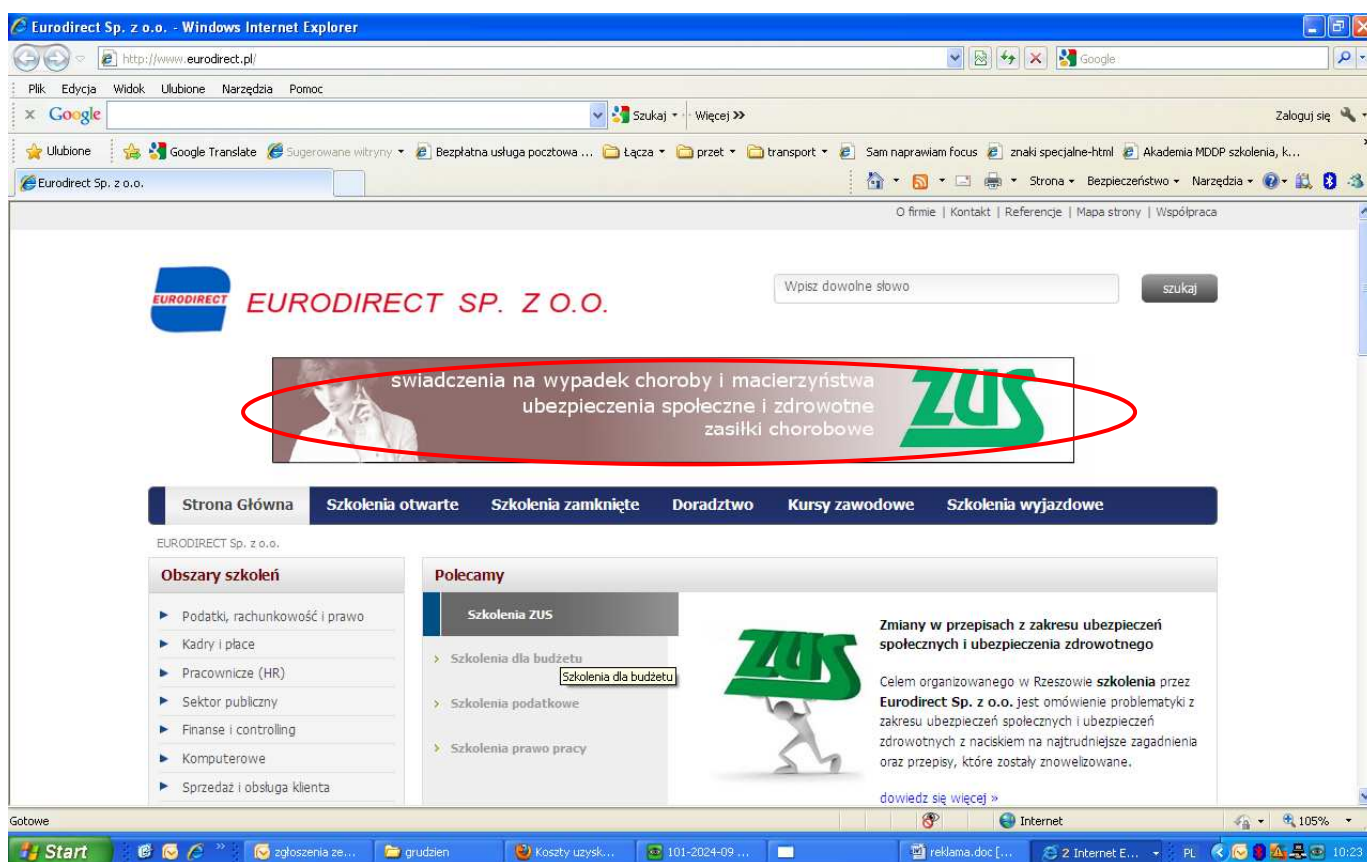 Eurodirect Sp. z o.o. - Windows Internet Explorer
http://www.eurodirect.pl/
Google
Plik Edycja Widok Ulubione Narzędzia Pomoc
x Google Szukaj Więcej >> Zaloguj się
Ulubione Google Translate Sugerowane witryny Bezpłatna usługa pocztowa ... Łącza przet transport Sam naprawiam focus znaki specjalne-html Akademia MDDP szkolenia, k...
Eurodirect Sp. z o.o. Strona Bezpieczeństwo Narzędzia
O firmie | Kontakt | Referencje | Mapa strony | Współpraca
EURODIRECT
EURODIRECT SP. Z O.O.
Wpisz dowolne słowo
szukaj
świadczenia na wypadek choroby i macierzyństwa
ubezpieczenia społeczne i zdrowotne
zasiłki chorobowe
ZUS
Strona Główna Szkolenia otwarte Szkolenia zamknięte Doradztwo Kursy zawodowe Szkolenia wyjazdowe
EURODIRECT Sp. z o.o.
Obszary szkoleń
Podatki, rachunkowość i prawo
Kadry i płace
Pracownicze (HR)
Sektor publiczny
Finanse i controlling
Komputerowe
Sprzedaż i obsługa klienta
Polecamy
Szkolenia ZUS
Szkolenia dla budżetu
Szkolenia dla budżetu
Szkolenia podatkowe
Szkolenia prawo pracy
ZUS
Zmiany w przepisach z zakresu ubezpieczeń
społecznych i ubezpieczenia zdrowotnego
Celem organizowanego w Rzeszowie szkolenia przez
Eurodirect Sp. z o.o. jest omówienie problematyki z
zakresu ubezpieczeń społecznych i ubezpieczeń
zdrowotnych z naciskiem na najtrudniejsze zagadnienia
oraz przepisy, które zostały znowelizowane.
dowiedz się więcej »
Gotowe Internet 105%
Start zgłoszenia ze... grudzien Koszty uzysk... 101-2024-09 ... reklama.doc [... 2 Internet E... PL 10:23